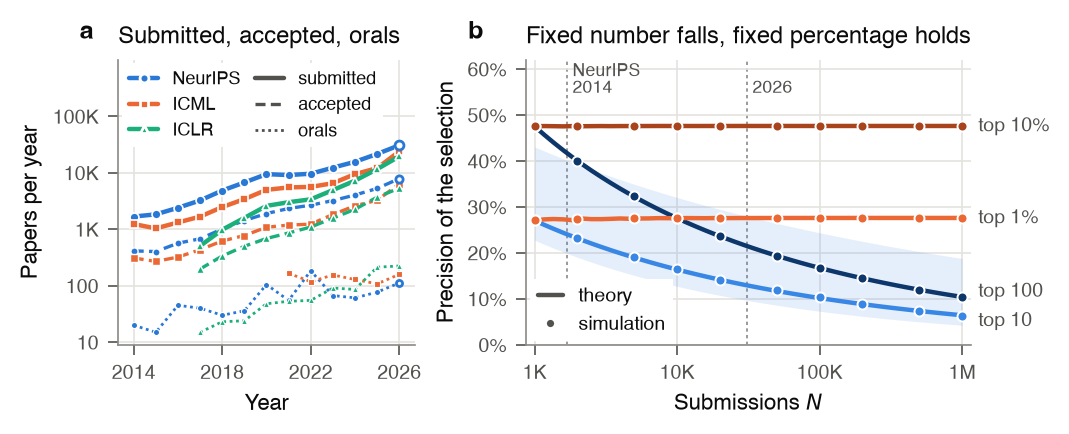 a Submitted, accepted, orals
NeurIPS submitted
ICML accepted
ICLR orals
Papers per year
100K
10K
1K
100
10
2014 2018 2022 2026
Year
b Fixed number falls, fixed percentage holds
Precision of the selection
60%
50%
40%
30%
20%
10%
0%
NeurIPS
2014
2026
top 10%
top 1%
top 100
top 10
theory
simulation
1K 10K 100K 1M
Submissions N